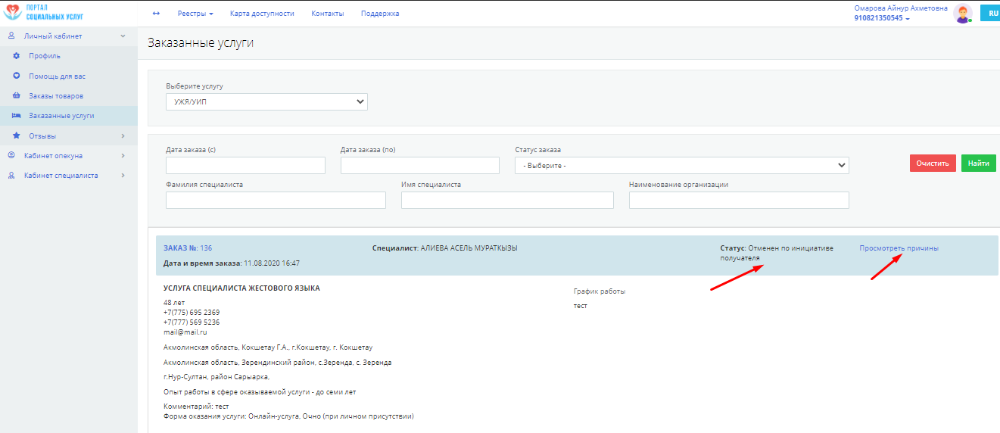 ПОРТАЛ
СОЦИАЛЬНЫХ УСЛУГ
Реестры
Карта доступности
Контакты
Поддержка
Омарова Айнур Ахметовна
910821350545
RU
Личный кабинет
Профиль
Помощь для вас
Заказы товаров
Заказанные услуги
Отзывы
Кабинет опекуна
Кабинет специалиста
Заказанные услуги
Выберите услугу
УЖЯ/УИП
Дата заказа (с)
Дата заказа (по)
Статус заказа
- Выберите -
Очистить
Найти
Фамилия специалиста
Имя специалиста
Наименование организации
ЗАКАЗ №: 136
Специалист: АЛИЕВА АСЕЛЬ МУРАТКЫЗЫ
Статус: Отменен по инициативе
получателя
Просмотреть причины
Дата и время заказа: 11.08.2020 16:47
УСЛУГА СПЕЦИАЛИСТА ЖЕСТОВОГО ЯЗЫКА
График работы
48 лет
тест
+7(775) 695 2369
+7(777) 569 5236
mail@mail.ru
Акмолинская область, Кокшетау Г.А., г.Кокшетау, г. Кокшетау
Акмолинская область, Зерендинский район, с.Зеренда, с. Зеренда
г.Нур-Султан, район Сарыарка,
Опыт работы в сфере оказываемой услуги - до семи лет
Комментарий: тест
Форма оказания услуги: Онлайн-услуга, Очно (при личном присутствии)